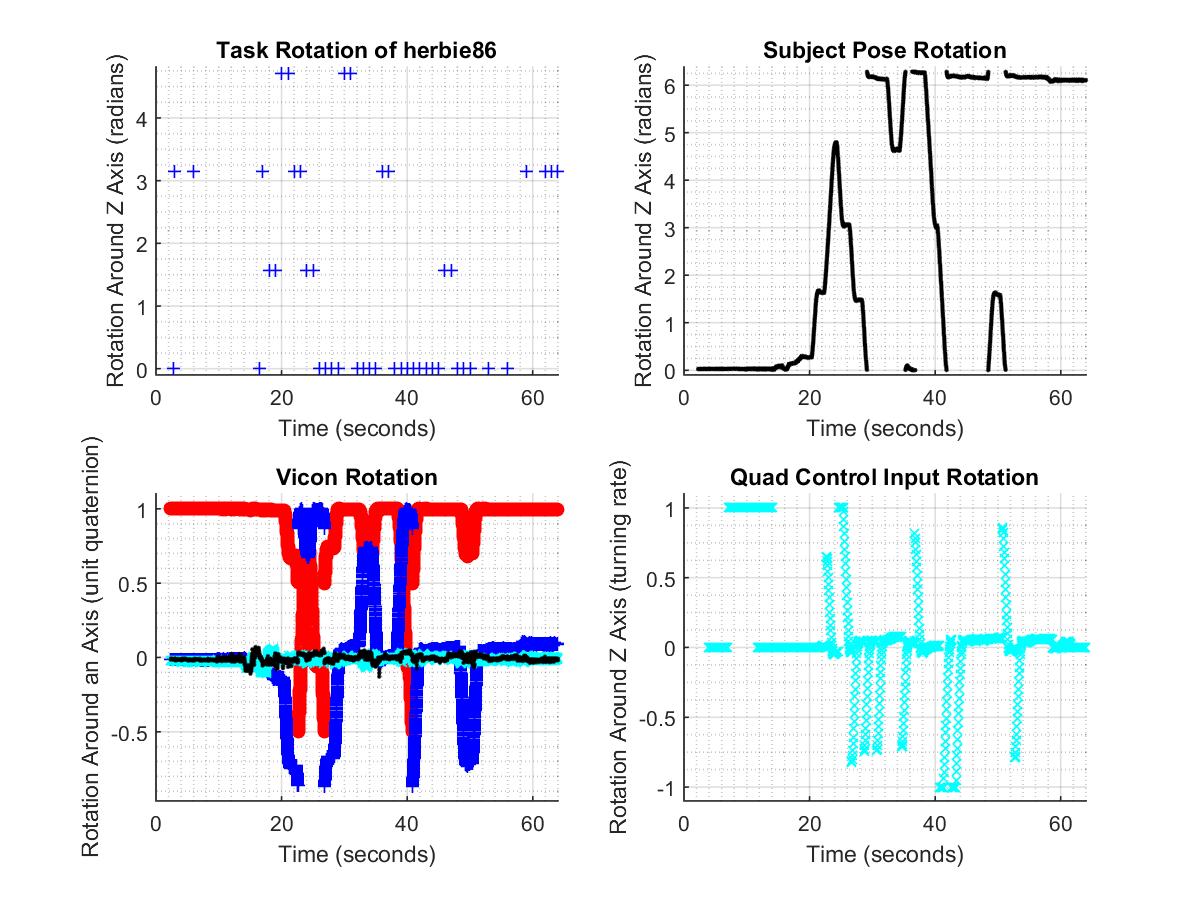 Task Rotation of herbie86
Rotation Around Z Axis (radians)
4
3
2
1
0
0 20 40 60
Time (seconds)
Subject Pose Rotation
Rotation Around Z Axis (radians)
6
5
4
3
2
1
0
0 20 40 60
Time (seconds)
Vicon Rotation
Rotation Around an Axis (unit quaternion)
1
0.5
0
-0.5
0 20 40 60
Time (seconds)
Quad Control Input Rotation
Rotation Around Z Axis (turning rate)
1
0.5
0
-0.5
-1
0 20 40 60
Time (seconds)